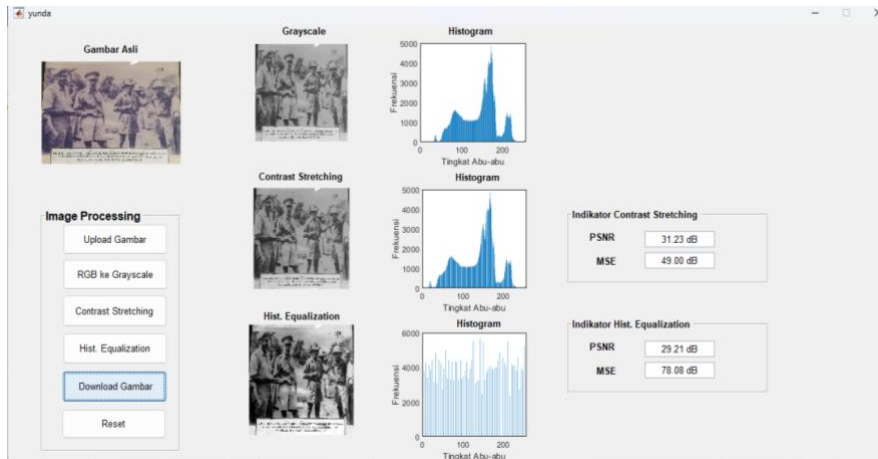 yunda
Gambar Asli
Grayscale
Histogram
5000
4000
3000
2000
1000
0
Frekuensi
0 100 200
Tingkat Abu-abu
Contrast Stretching
Histogram
5000
4000
3000
2000
1000
0
Frekuensi
0 100 200
Tingkat Abu-abu
Hist. Equalization
Histogram
6000
4000
2000
0
Frekuensi
0 100 200
Tingkat Abu-abu
Image Processing
Upload Gambar
RGB ke Grayscale
Contrast Stretching
Hist. Equalization
Download Gambar
Reset
Indikator Contrast Stretching
PSNR 31.23 dB
MSE 49.00 dB
Indikator Hist. Equalization
PSNR 29.21 dB
MSE 78.08 dB